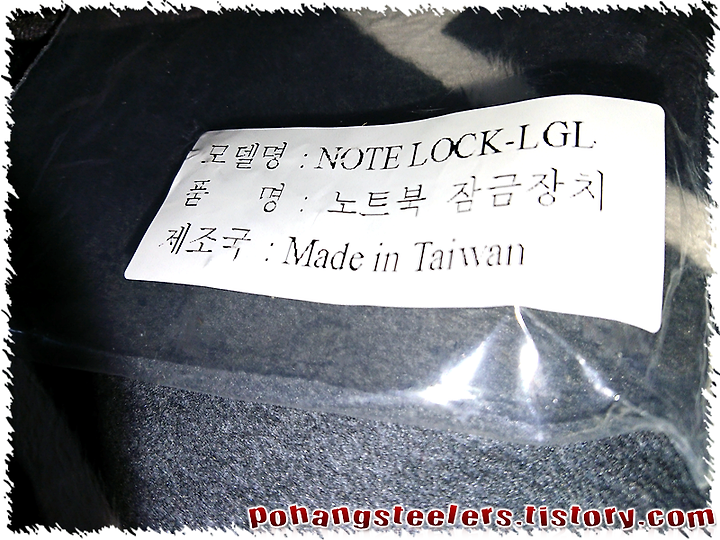 모델명 : NOTE LOCK-LGL
품 명 : 노트북 잠금장치
제조국 : Made in Taiwan
pohangsteelers.tistory.com